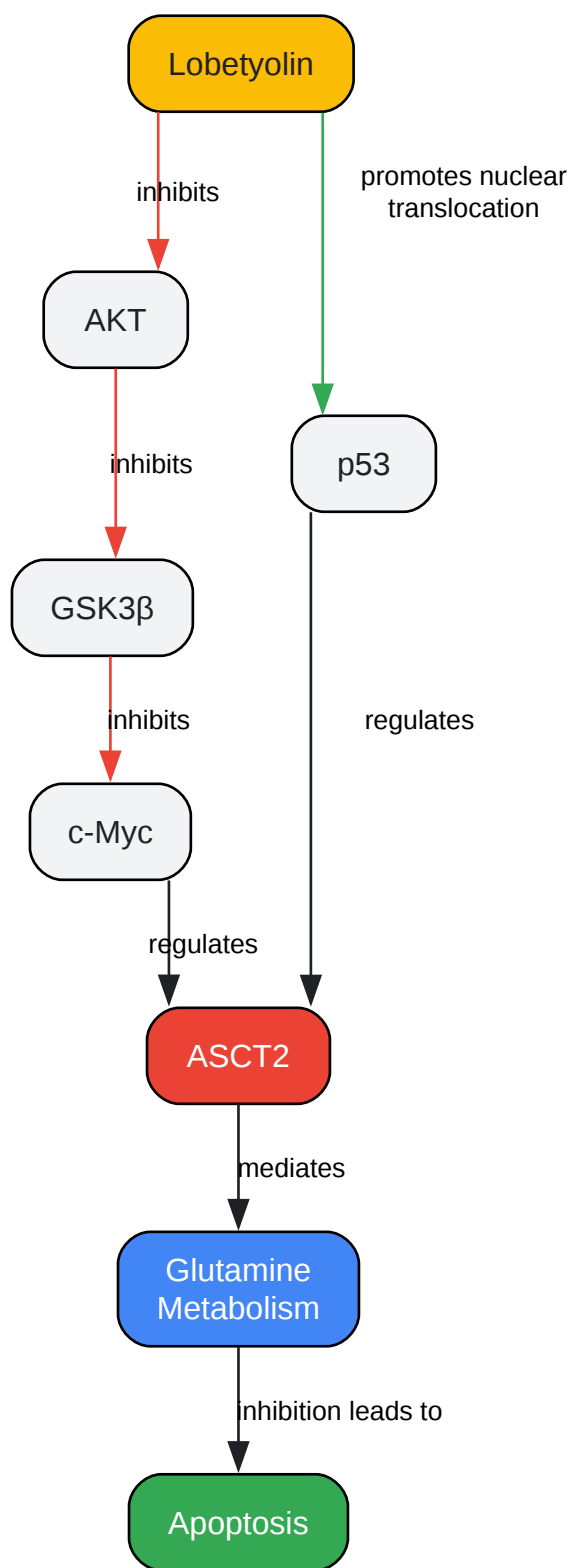 Lobetyolin
inhibits
promotes nuclear
translocation
AKT
inhibits
p53
GSK3β
inhibits
regulates
c-Myc
regulates
ASCT2
mediates
Glutamine
Metabolism
inhibition leads to
Apoptosis